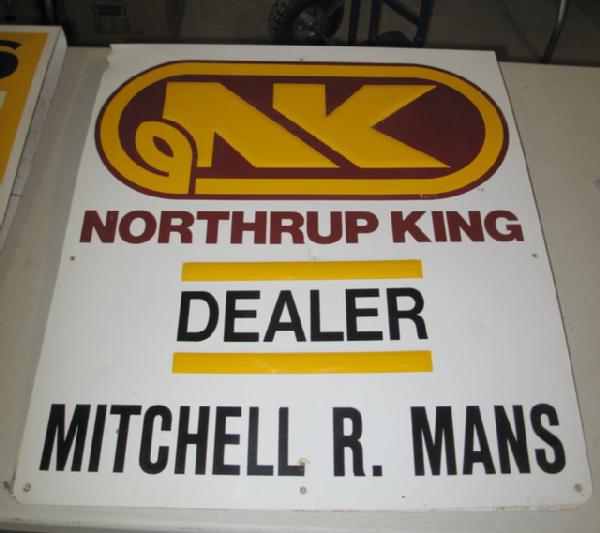 NK
NORTHRUP KING
DEALER
MITCHELL R. MANS